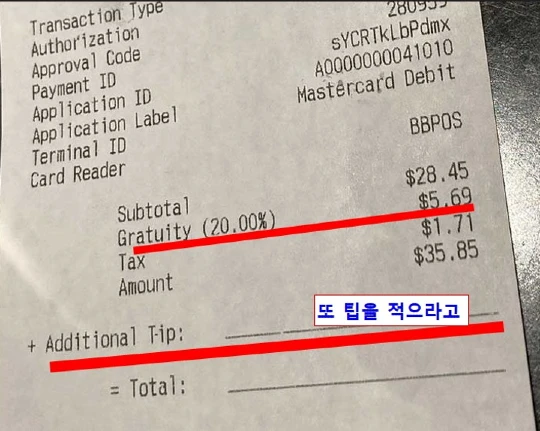 Transaction Type
Authorization 280955
Approval Code sYCRTkLbPdmx
Payment ID A0000000041010
Application ID Mastercard Debit
Application Label
Terminal ID BBPOS
Card Reader
Subtotal $28.45
Gratuity (20.00%) $5.69
Tax $1.71
Amount $35.85
또 팁을 적으라고
+ Additional Tip:
= Total: